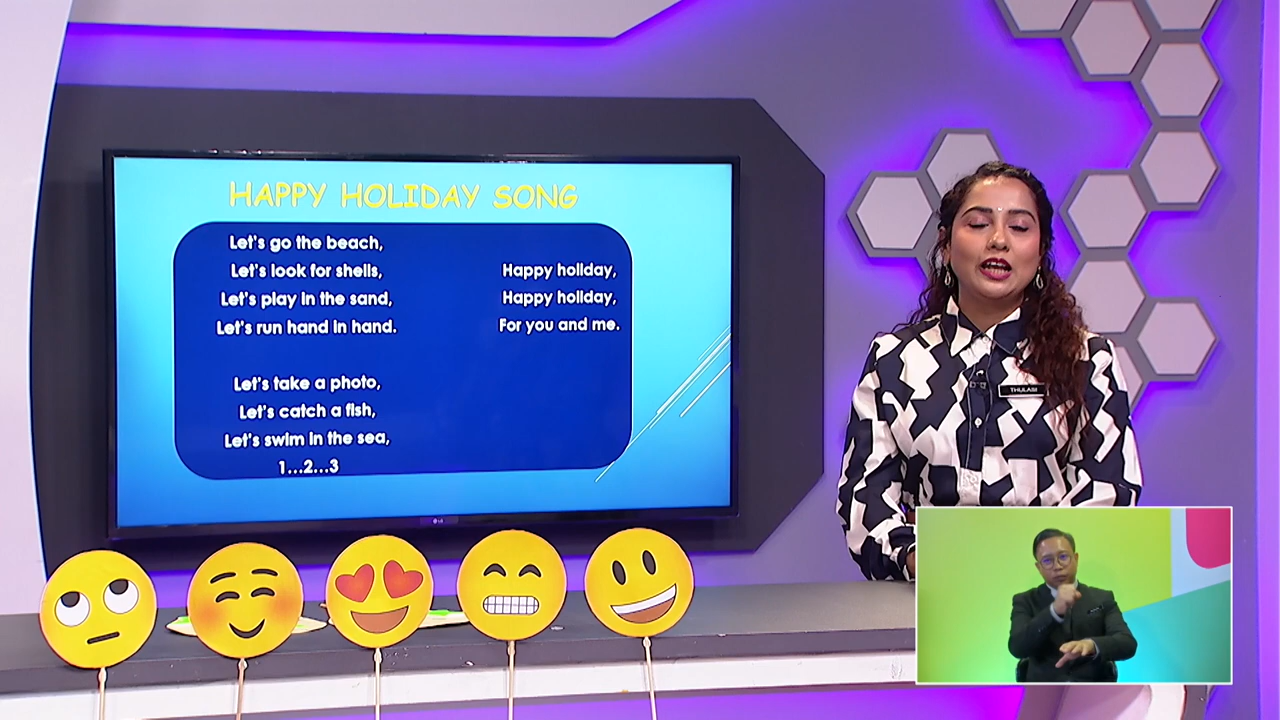 HAPPY HOLIDAY SONG
Let's go the beach,
Let's look for shells,
Let's play in the sand,
Let's run hand in hand.
Let's take a photo,
Let's catch a fish,
Let's swim in the sea,
1...2...3
Happy holiday,
Happy holiday,
For you and me.
THULASI
LG